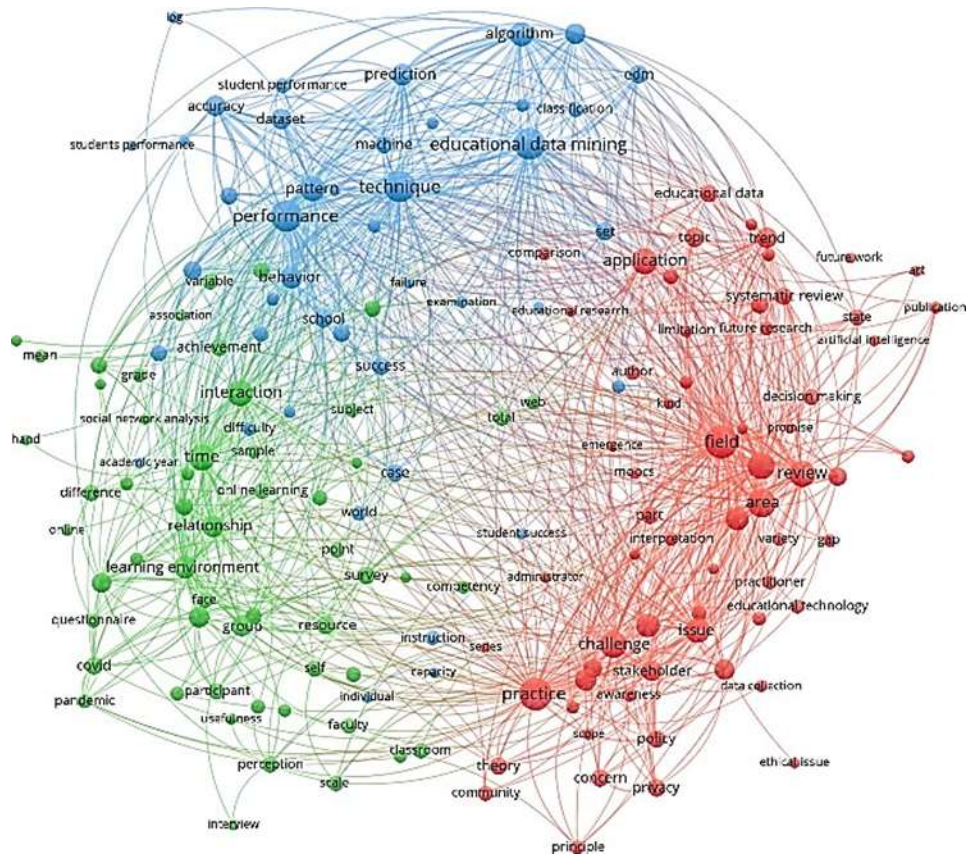 log
algorithm
prediction
edm
student performance
accuracy
classification
dataset
students performance
machine
educational data mining
pattern
technique
educational data
performance
set
topic
trend
comparison
application
future work
art
behavior
variable
failure
systematic review
examination
publication
association
educational research
state
school
limitation
future research
artificial intelligence
mean
achievement
grade
success
author
interaction
decision making
kind
web
subject
social network analysis
total
promise
difficulty
hand
field
emergence
time
sample
academic year
moocs
review
case
difference
online learning
area
world
part
online
relationship
student success
interpretation
variety
gap
point
learning environment
survey
administrator
practitioner
competency
face
educational technology
questionnaire
group
resource
instruction
series
challenge
issue
covid
self
capacity
stakeholder
data collection
pandemic
participant
individual
practice
awareness
usefulness
faculty
scope
policy
classroom
perception
theory
ethical issue
scale
concern
community
privacy
interview
principle